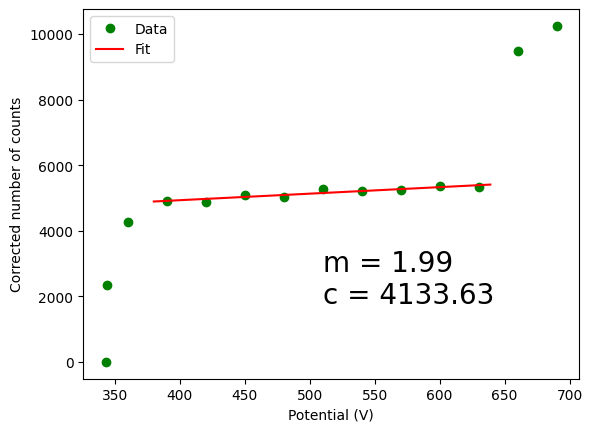 Data
Fit
10000
8000
6000
4000
2000
0
Corrected number of counts
m = 1.99
c = 4133.63
350
400
450
500
550
600
650
700
Potential (V)